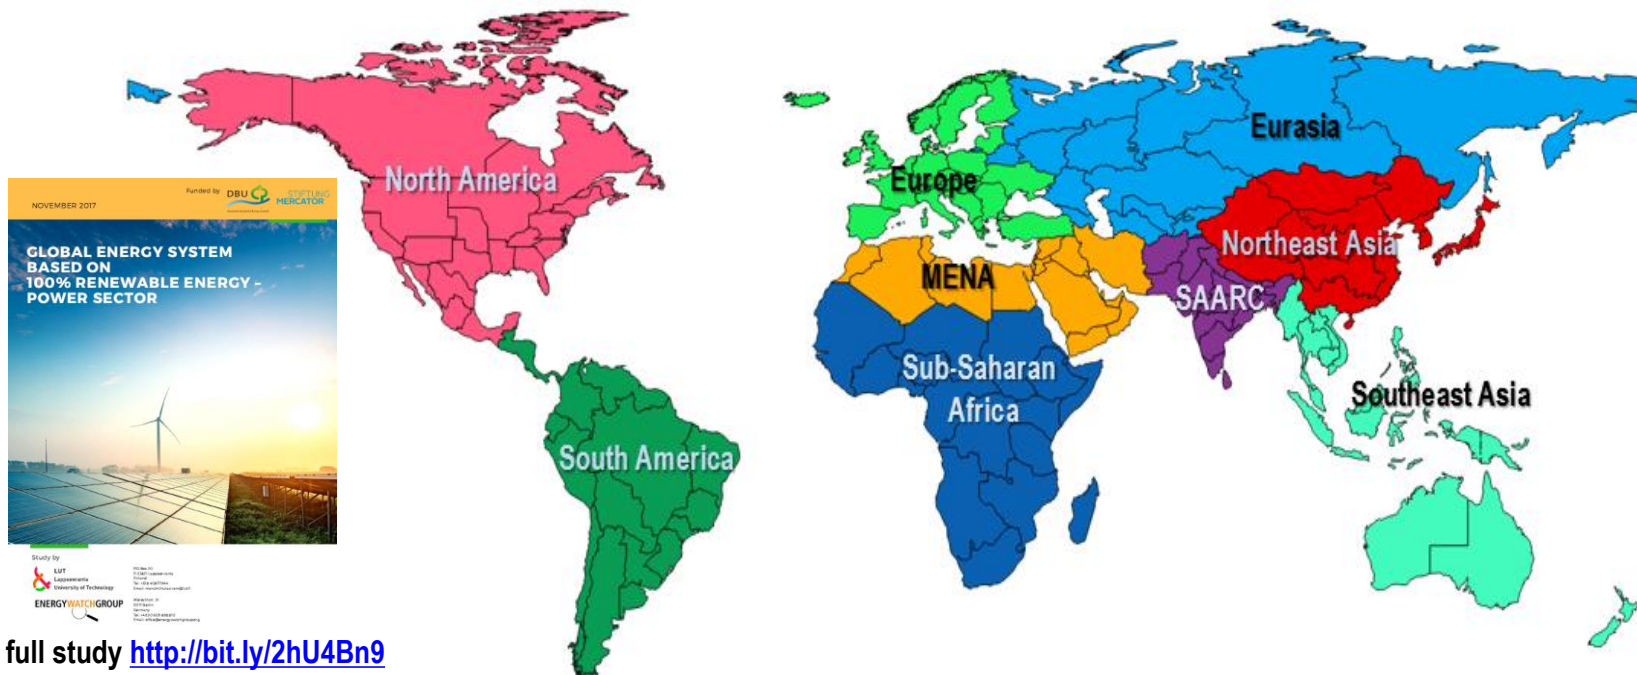 North America
Eurasia
Europe
Northeast Asia
MENA
SAARC
Sub-Saharan
Africa
Southeast Asia
South America
NOVEMBER 2017
Funded by
DBU
STIFTUNG
MERCATOR
GLOBAL ENERGY SYSTEM
BASED ON
100% RENEWABLE ENERGY –
POWER SECTOR
Study by
LUT
Lappeenranta
University of Technology
ENERGYWATCHGROUP
full study http://bit.ly/2hU4Bn9